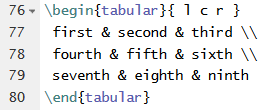 76 \begin{tabular}{ l c r }
77 first & second & third \\
78 fourth & fifth & sixth \\
79 seventh & eighth & ninth
80 \end{tabular}